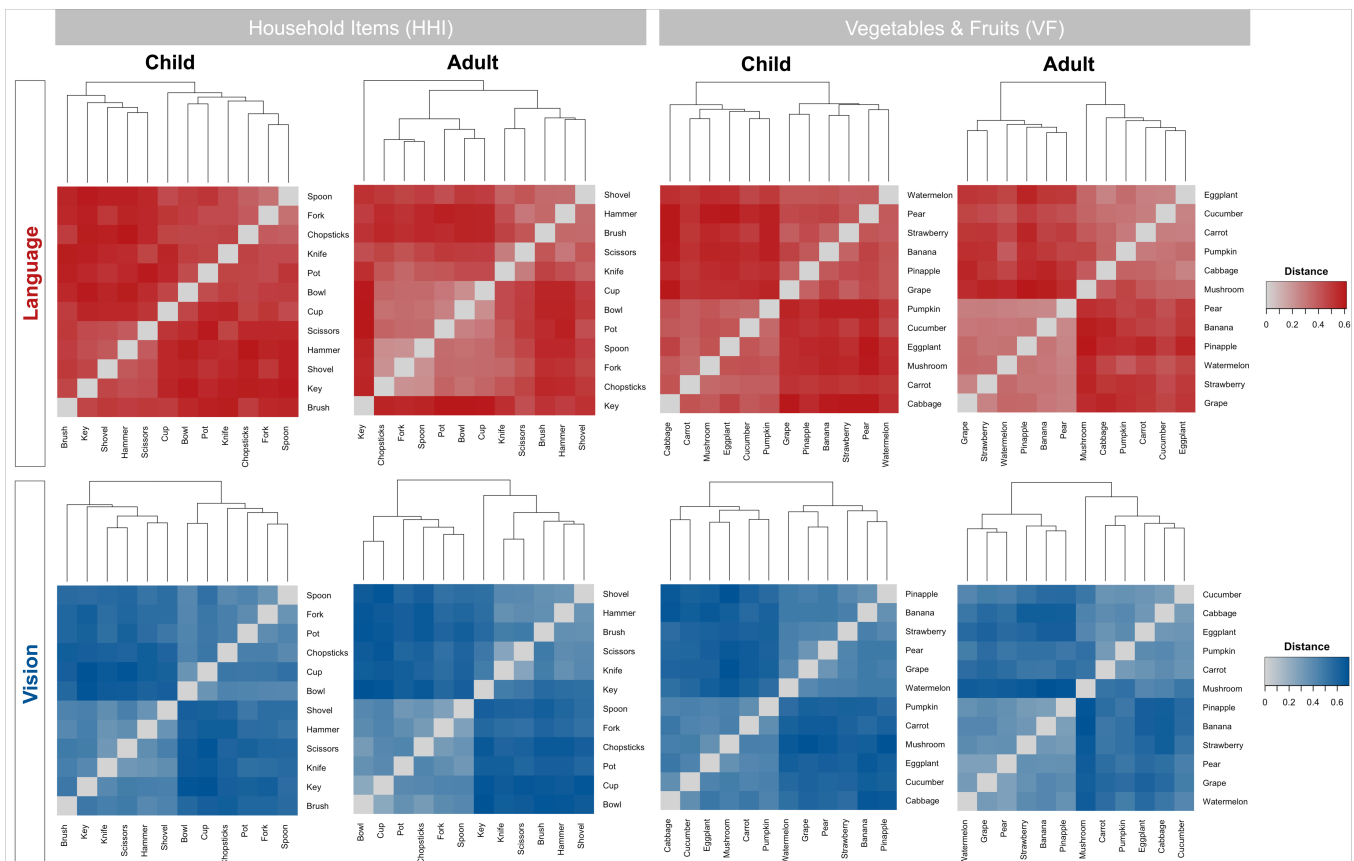 Household Items (HHI)
Vegetables & Fruits (VF)
Child
Adult
Child
Adult
Language
Spoon
Fork
Chopsticks
Knife
Pot
Bowl
Cup
Scissors
Hammer
Shovel
Key
Brush
Brush
Key
Shovel
Hammer
Scissors
Cup
Bowl
Pot
Knife
Chopsticks
Fork
Spoon
Shovel
Hammer
Brush
Scissors
Knife
Cup
Bowl
Pot
Spoon
Fork
Chopsticks
Key
Key
Chopsticks
Fork
Spoon
Pot
Bowl
Cup
Knife
Scissors
Brush
Hammer
Shovel
Watermelon
Pear
Strawberry
Banana
Pinapple
Grape
Pumpkin
Cucumber
Eggplant
Mushroom
Carrot
Cabbage
Cabbage
Carrot
Mushroom
Eggplant
Cucumber
Pumpkin
Grape
Pinapple
Banana
Strawberry
Pear
Watermelon
Eggplant
Cucumber
Carrot
Pumpkin
Cabbage
Mushroom
Pear
Banana
Pinapple
Watermelon
Strawberry
Grape
Grape
Strawberry
Watermelon
Pinapple
Banana
Pear
Mushroom
Cabbage
Pumpkin
Carrot
Cucumber
Eggplant
Distance
0 0.2 0.4 0.6
Vision
Spoon
Fork
Pot
Chopsticks
Cup
Bowl
Shovel
Hammer
Scissors
Knife
Key
Brush
Brush
Key
Knife
Scissors
Hammer
Shovel
Bowl
Cup
Chopsticks
Pot
Fork
Spoon
Shovel
Hammer
Brush
Scissors
Knife
Key
Spoon
Fork
Chopsticks
Pot
Cup
Bowl
Bowl
Cup
Pot
Chopsticks
Fork
Spoon
Key
Knife
Scissors
Brush
Hammer
Shovel
Pinapple
Banana
Strawberry
Pear
Grape
Watermelon
Pumpkin
Carrot
Mushroom
Eggplant
Cucumber
Cabbage
Cabbage
Cucumber
Eggplant
Mushroom
Carrot
Pumpkin
Watermelon
Grape
Pear
Strawberry
Banana
Pinapple
Cucumber
Cabbage
Eggplant
Pumpkin
Carrot
Mushroom
Pinapple
Banana
Strawberry
Pear
Grape
Watermelon
Watermelon
Grape
Pear
Strawberry
Banana
Pinapple
Mushroom
Carrot
Pumpkin
Eggplant
Cabbage
Cucumber
Distance
0 0.2 0.6